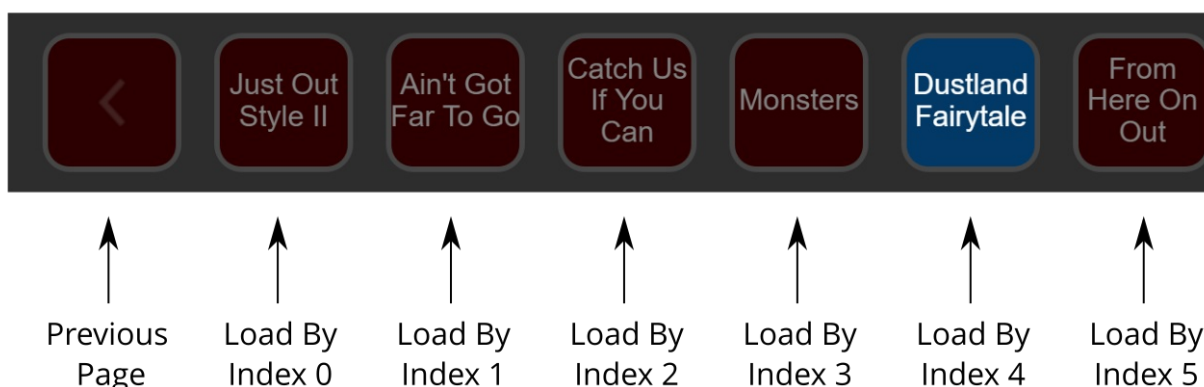 Just Out
Style II
Ain't Got
Far To Go
Catch Us
If You
Can
Monsters
Dustland
Fairytale
From
Here On
Out
Previous
Page
Load By
Index 0
Load By
Index 1
Load By
Index 2
Load By
Index 3
Load By
Index 4
Load By
Index 5